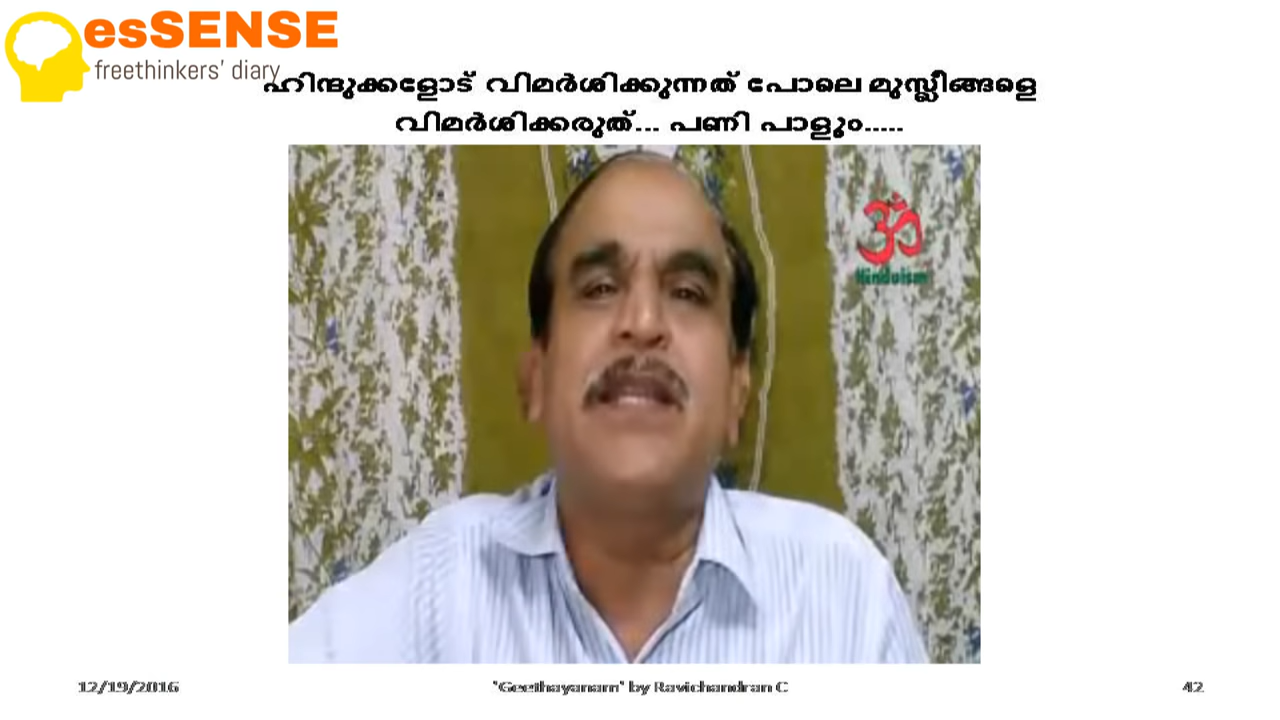 esSENSE
freethinkers' diary
ഹിന്ദുക്കളോട് വിമർശിക്കുന്നത് പോലെ മുസ്ലീങ്ങളെ
വിമർശിക്കരുത്... പണി പാളും.....
ॐ
Hinduism
12/19/2016
'Geethayanam' by Ravichandran C
42